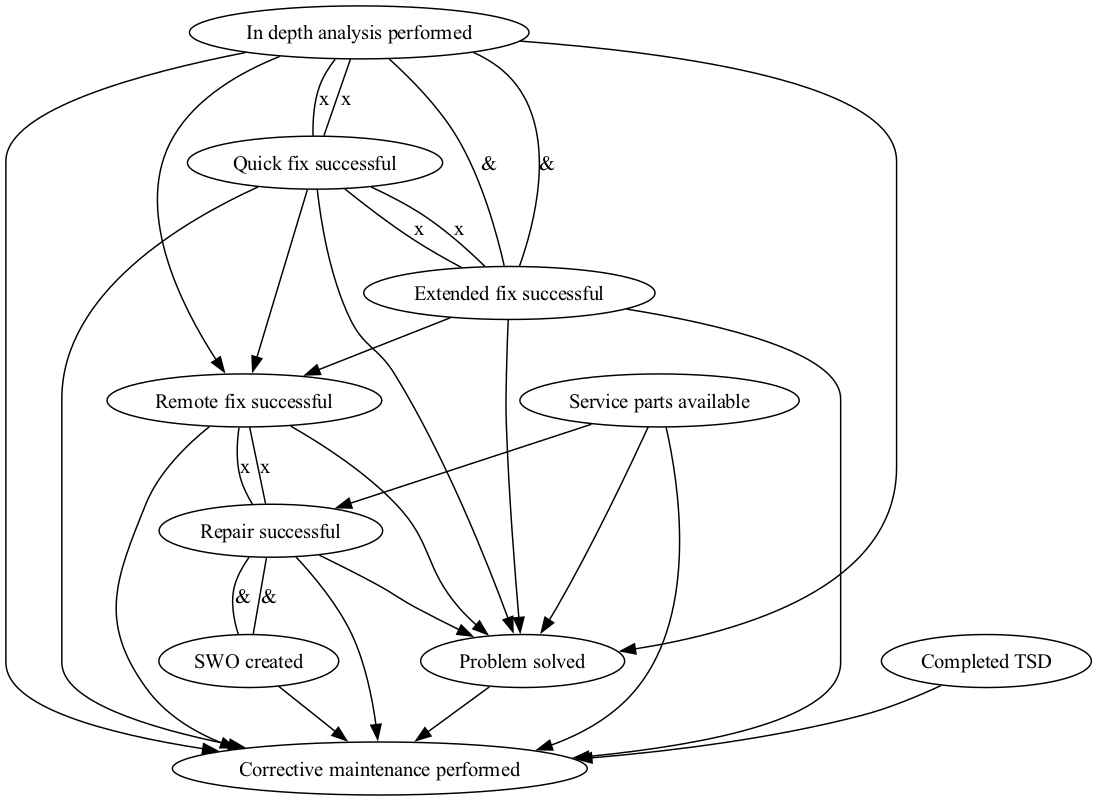 In depth analysis performed
x x
Quick fix successful
& &
x x
Extended fix successful
Remote fix successful
Service parts available
x x
Repair successful
& &
SWO created
Problem solved
Completed TSD
Corrective maintenance performed